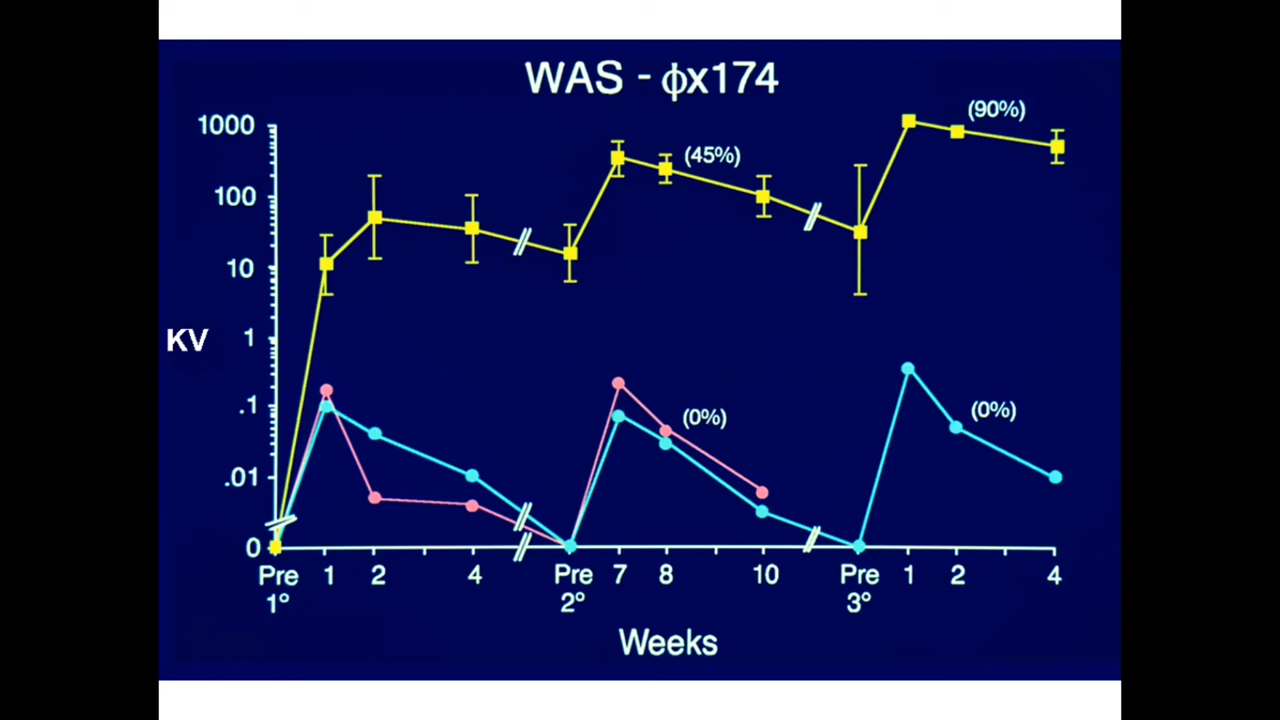 WAS - ϕx174
(90%)
1000
(45%)
100
10
KV
1
.1
(0%)
(0%)
.01
0
Pre 1 2 4 Pre 7 8 10 Pre 1 2 4
1° 2° 3°
Weeks